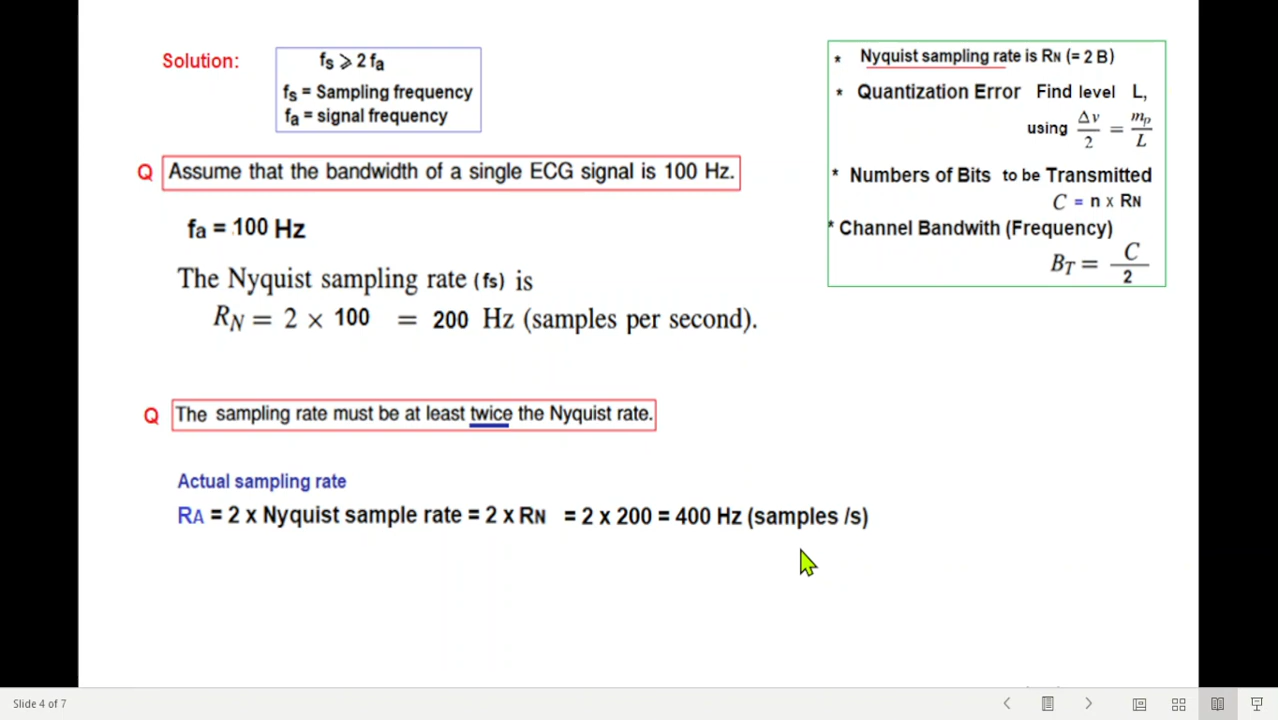 Solution:
fs ⩾ 2 fa
fs = Sampling frequency
fa = signal frequency
* Nyquist sampling rate is RN (= 2 B)
* Quantization Error Find level L,
using Δv/2 = mp/L
* Numbers of Bits to be Transmitted
C = n x RN
* Channel Bandwith (Frequency)
BT = C/2
Q Assume that the bandwidth of a single ECG signal is 100 Hz.
fa = 100 Hz
The Nyquist sampling rate (fs) is
RN = 2 × 100 = 200 Hz (samples per second).
Q The sampling rate must be at least twice the Nyquist rate.
Actual sampling rate
RA = 2 x Nyquist sample rate = 2 x RN = 2 x 200 = 400 Hz (samples /s)
Slide 4 of 7